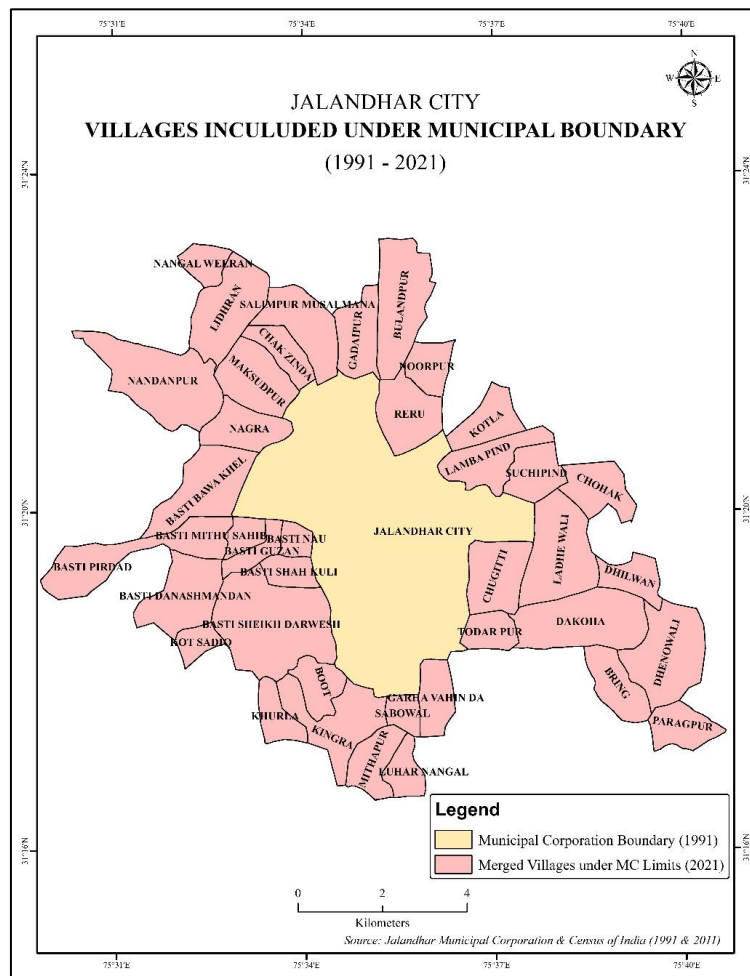 75°31'E 75°34'E 75°37'E 75°40'E
N
W E
S
JALANDHAR CITY
VILLAGES INCULUDED UNDER MUNICIPAL BOUNDARY
(1991 - 2021)
31°24'N 31°24'N
NANGAL WEERAN
LIDHRAN
SALIMPUR MUSALMANA
GADAIPUR
BULANDPUR
CHAK ZINDA
MAKSUDPUR
NOORPUR
NANDANPUR
RERU
KOTLA
NAGRA
LAMBA PIND
SUCHIPIND
CHOHAK
BASTI BAWA KHEL
31°20'N 31°20'N
JALANDHAR CITY
BASTI MITHU SAHIB
BASTI NAU
BASTI GUZAN
LADHE WALI
CHUGITTI
BASTI PIRDAD
BASTI SHAH KULI
DHILWAN
BASTI DANASHMANDAN
BASTI SHEIKH DARWESH
DAKOHA
TODAR PUR
KOT SADIQ
DHENOWALI
BOOT
BRING
GARHA VAHIN DA
SABOWAL
KHURLA
KINGRA
PARAGPUR
MITHAPUR
LUHAR NANGAL
Legend
Municipal Corporation Boundary (1991)
Merged Villages under MC Limits (2021)
31°16'N 31°16'N
0 2 4
Kilometers
Source: Jalandhar Municipal Corporation & Census of India (1991 & 2011)
75°31'E 75°34'E 75°37'E 75°40'E